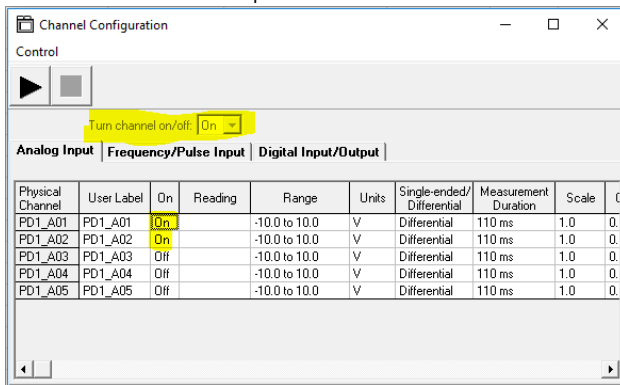 Channel Configuration
Control
Turn channel on/off: On
Analog Input Frequency/Pulse Input Digital Input/Output
Physical Channel User Label On Reading Range Units Single-ended/ Differential Measurement Duration Scale
PD1_A01 PD1_A01 On -10.0 to 10.0 V Differential 110 ms 1.0 0.
PD1_A02 PD1_A02 On -10.0 to 10.0 V Differential 110 ms 1.0 0.
PD1_A03 PD1_A03 Off -10.0 to 10.0 V Differential 110 ms 1.0 0.
PD1_A04 PD1_A04 Off -10.0 to 10.0 V Differential 110 ms 1.0 0.
PD1_A05 PD1_A05 Off -10.0 to 10.0 V Differential 110 ms 1.0 0.